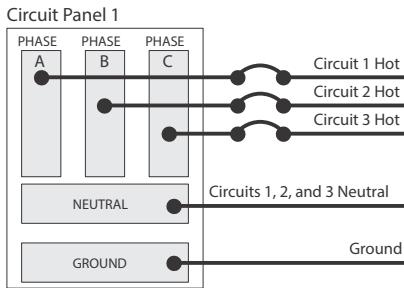 Circuit Panel 1
PHASE PHASE PHASE
A B C
Circuit 1 Hot
Circuit 2 Hot
Circuit 3 Hot
NEUTRAL
Circuits 1, 2, and 3 Neutral
GROUND
Ground